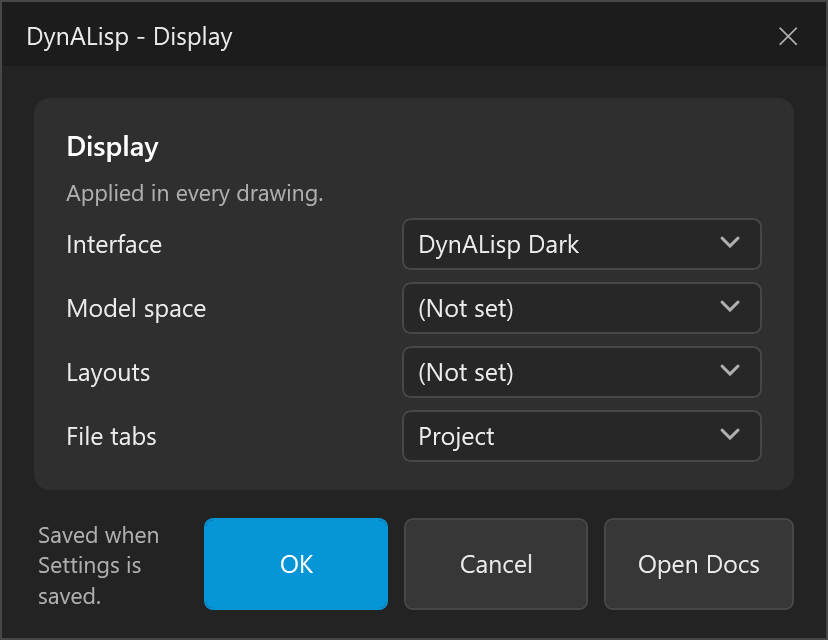 DynALisp - Display
Display
Applied in every drawing.
Interface
DynALisp Dark
Model space
(Not set)
Layouts
(Not set)
File tabs
Project
Saved when
Settings is
saved.
OK
Cancel
Open Docs